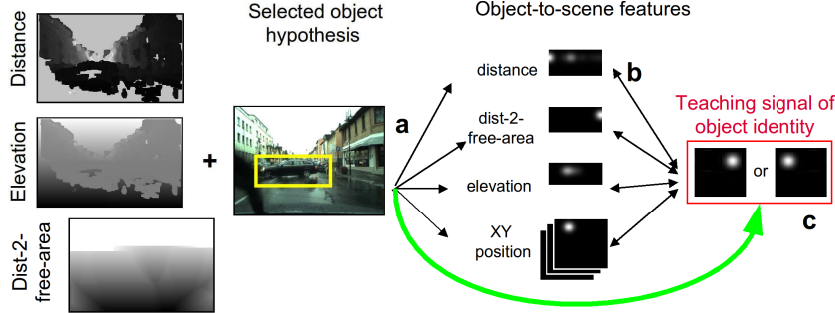 Distance
Elevation
Dist-2-
free-area
+
Selected object
hypothesis
a
Object-to-scene features
distance
dist-2-
free-area
elevation
XY
position
b
Teaching signal of
object identity
or
c